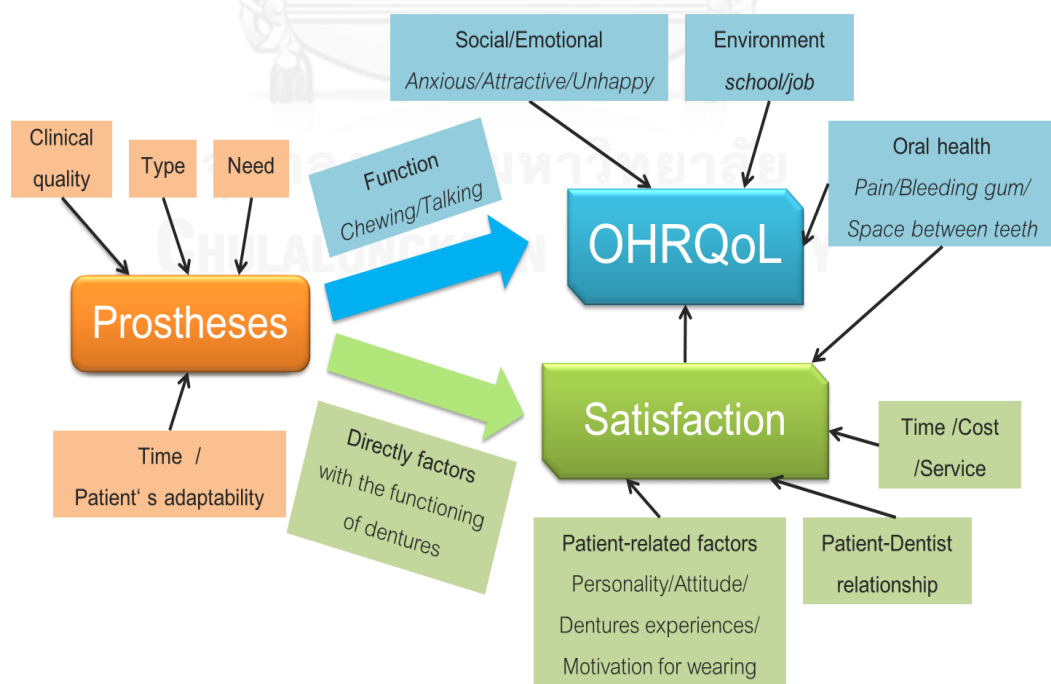 Social/Emotional
Anxious/Attractive/Unhappy
Environment
school/job
Clinical
quality
Type
Need
Function
Chewing/Talking
Oral health
Pain/Bleeding gum/
Space between teeth
OHRQoL
Prostheses
Satisfaction
Time /
Patient‘ s adaptability
Directly factors
with the functioning
of dentures
Time /Cost
/Service
Patient-related factors
Personality/Attitude/
Dentures experiences/
Motivation for wearing
Patient-Dentist
relationship